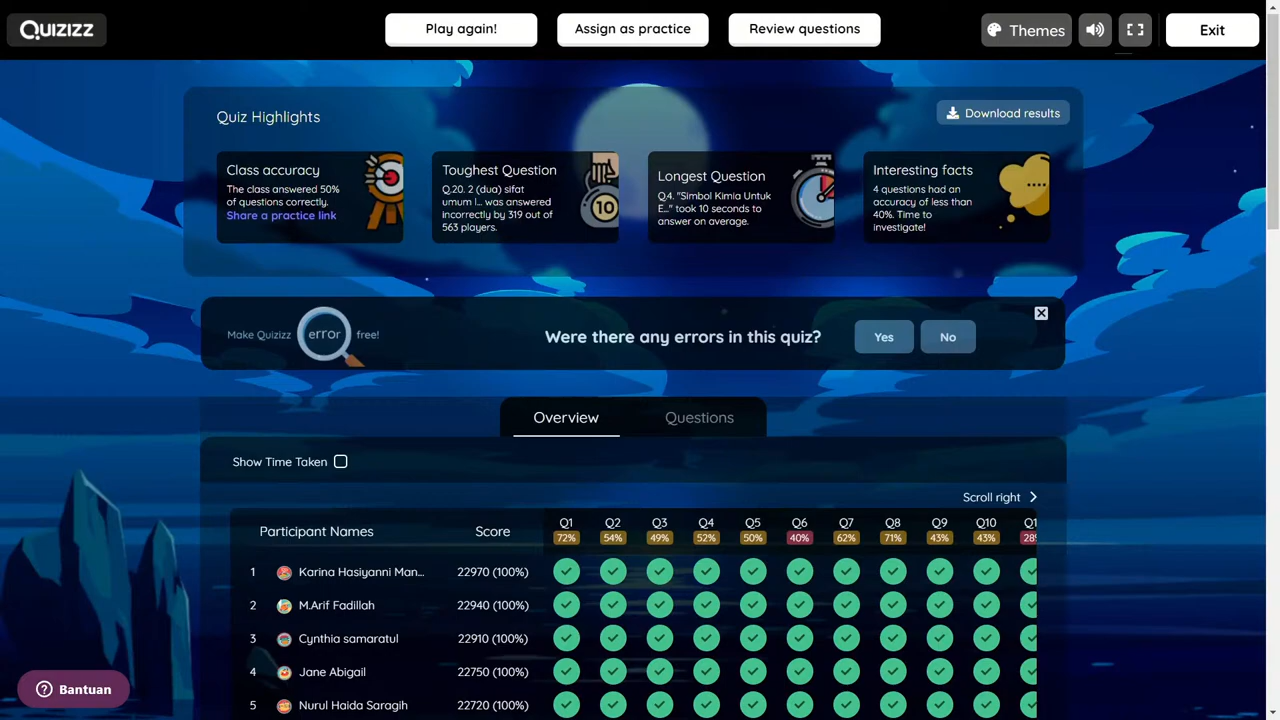 QUIZIZZ
Play again!
Assign as practice
Review questions
Themes
Exit
Quiz Highlights
Download results
Class accuracy
The class answered 50%
of questions correctly.
Share a practice link
Toughest Question
Q.20. 2 (dua) sifat
umum l... was answered
incorrectly by 319 out of
563 players.
10
Longest Question
Q.4. "Simbol Kimia Untuk
E..." took 10 seconds to
answer on average.
Interesting facts
4 questions had an
accuracy of less than
40%. Time to
investigate!
Make Quizizz error free!
Were there any errors in this quiz?
Yes
No
Overview
Questions
Show Time Taken
Scroll right
Participant Names Score Q1 Q2 Q3 Q4 Q5 Q6 Q7 Q8 Q9 Q10
72% 54% 49% 52% 50% 40% 62% 71% 43% 43%
1 Karina Hasiyanni Man... 22970 (100%)
2 M.Arif Fadillah 22940 (100%)
3 Cynthia samaratul 22910 (100%)
4 Jane Abigail 22750 (100%)
5 Nurul Haida Saragih 22720 (100%)
Bantuan